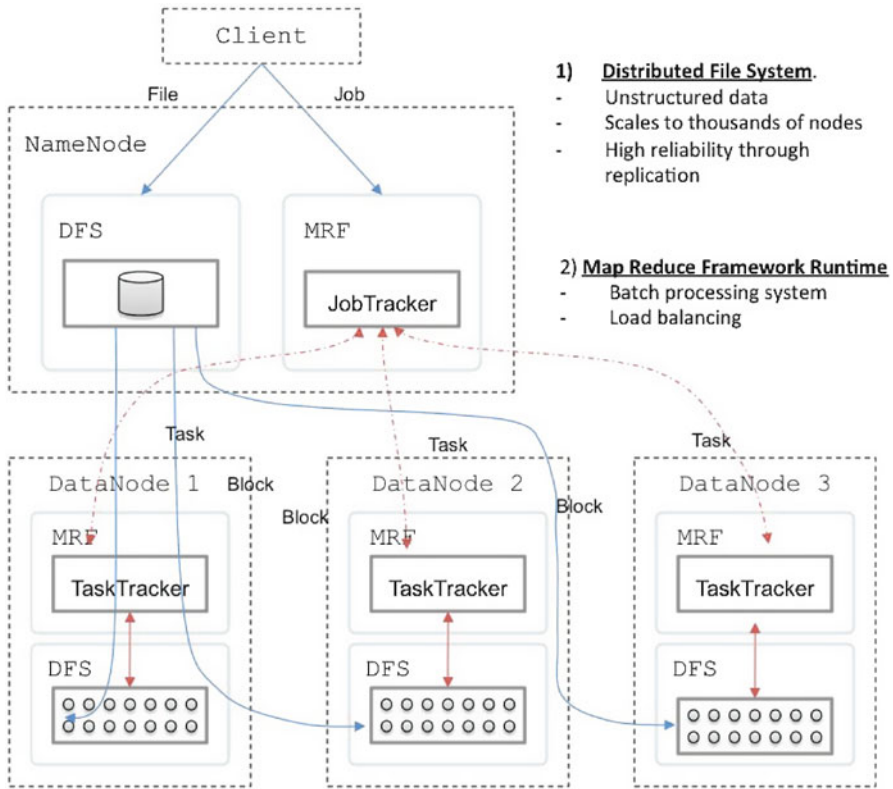 Client
File
Job
1) Distributed File System.
- Unstructured data
- Scales to thousands of nodes
- High reliability through
replication
NameNode
DFS
MRF
JobTracker
2) Map Reduce Framework Runtime
- Batch processing system
- Load balancing
Task
Task
Task
DataNode 1
Block
DataNode 2
Block
DataNode 3
Block
MRF
TaskTracker
MRF
TaskTracker
MRF
TaskTracker
DFS
DFS
DFS